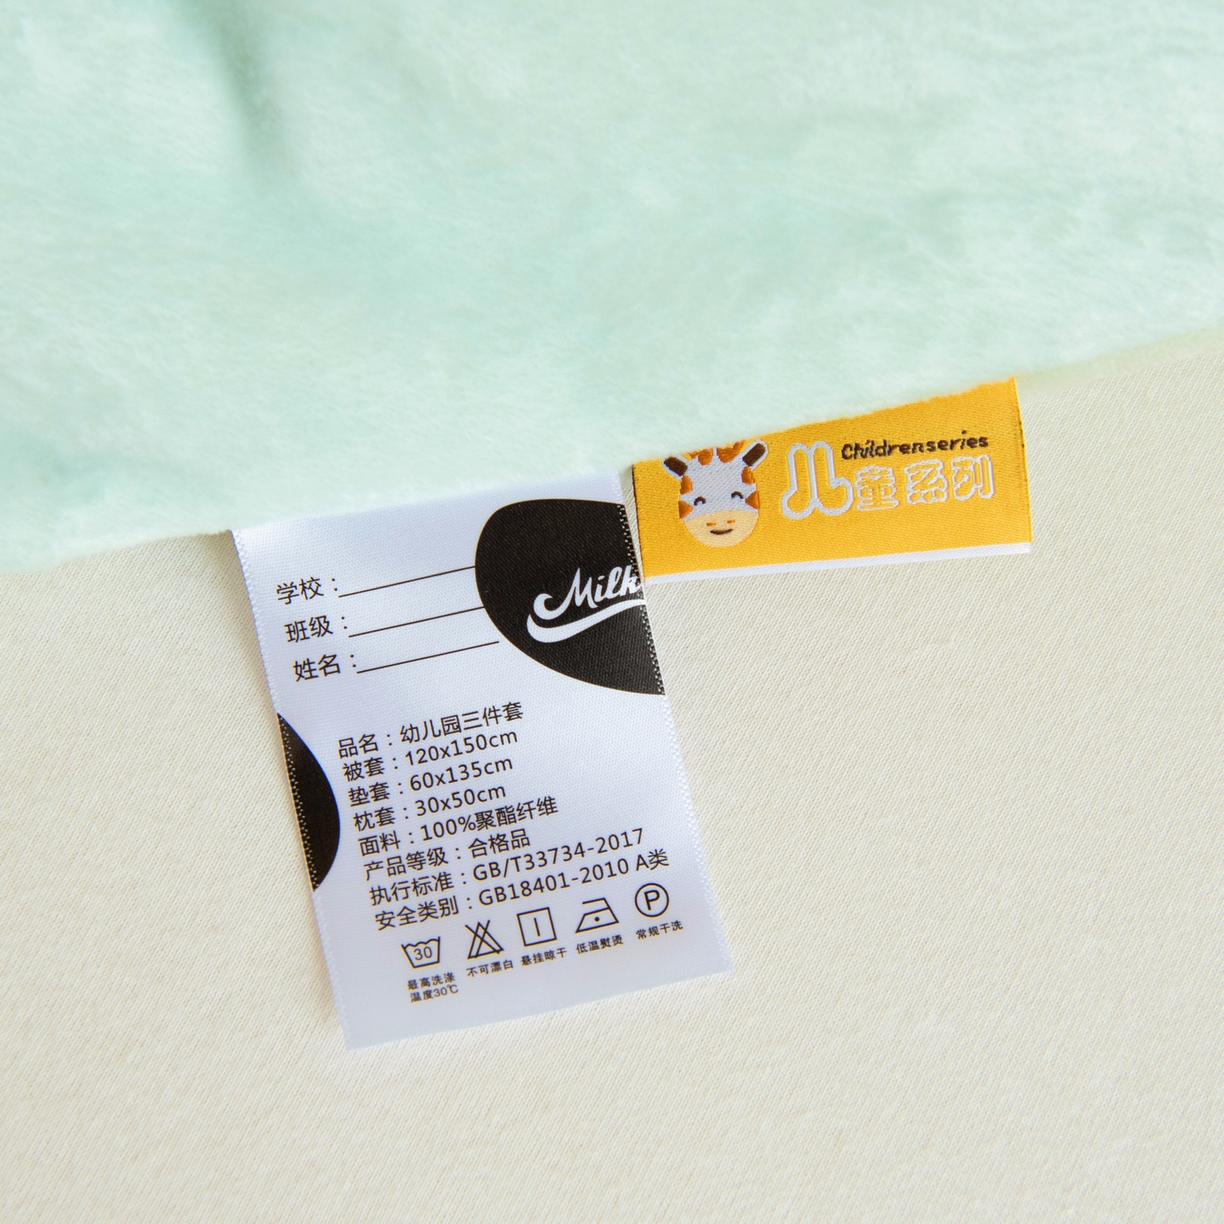 Childrenseries
儿童系列
Milk
学校：
班级：
姓名：
品名：幼儿园三件套
被套：120x150cm
垫套：60x135cm
枕套：30x50cm
面料：100%聚酯纤维
产品等级：合格品
执行标准：GB/T33734-2017
安全类别：GB18401-2010 A类
30 P
最高洗涤温度30℃ 不可漂白 悬挂晾干 低温熨烫 常规干洗